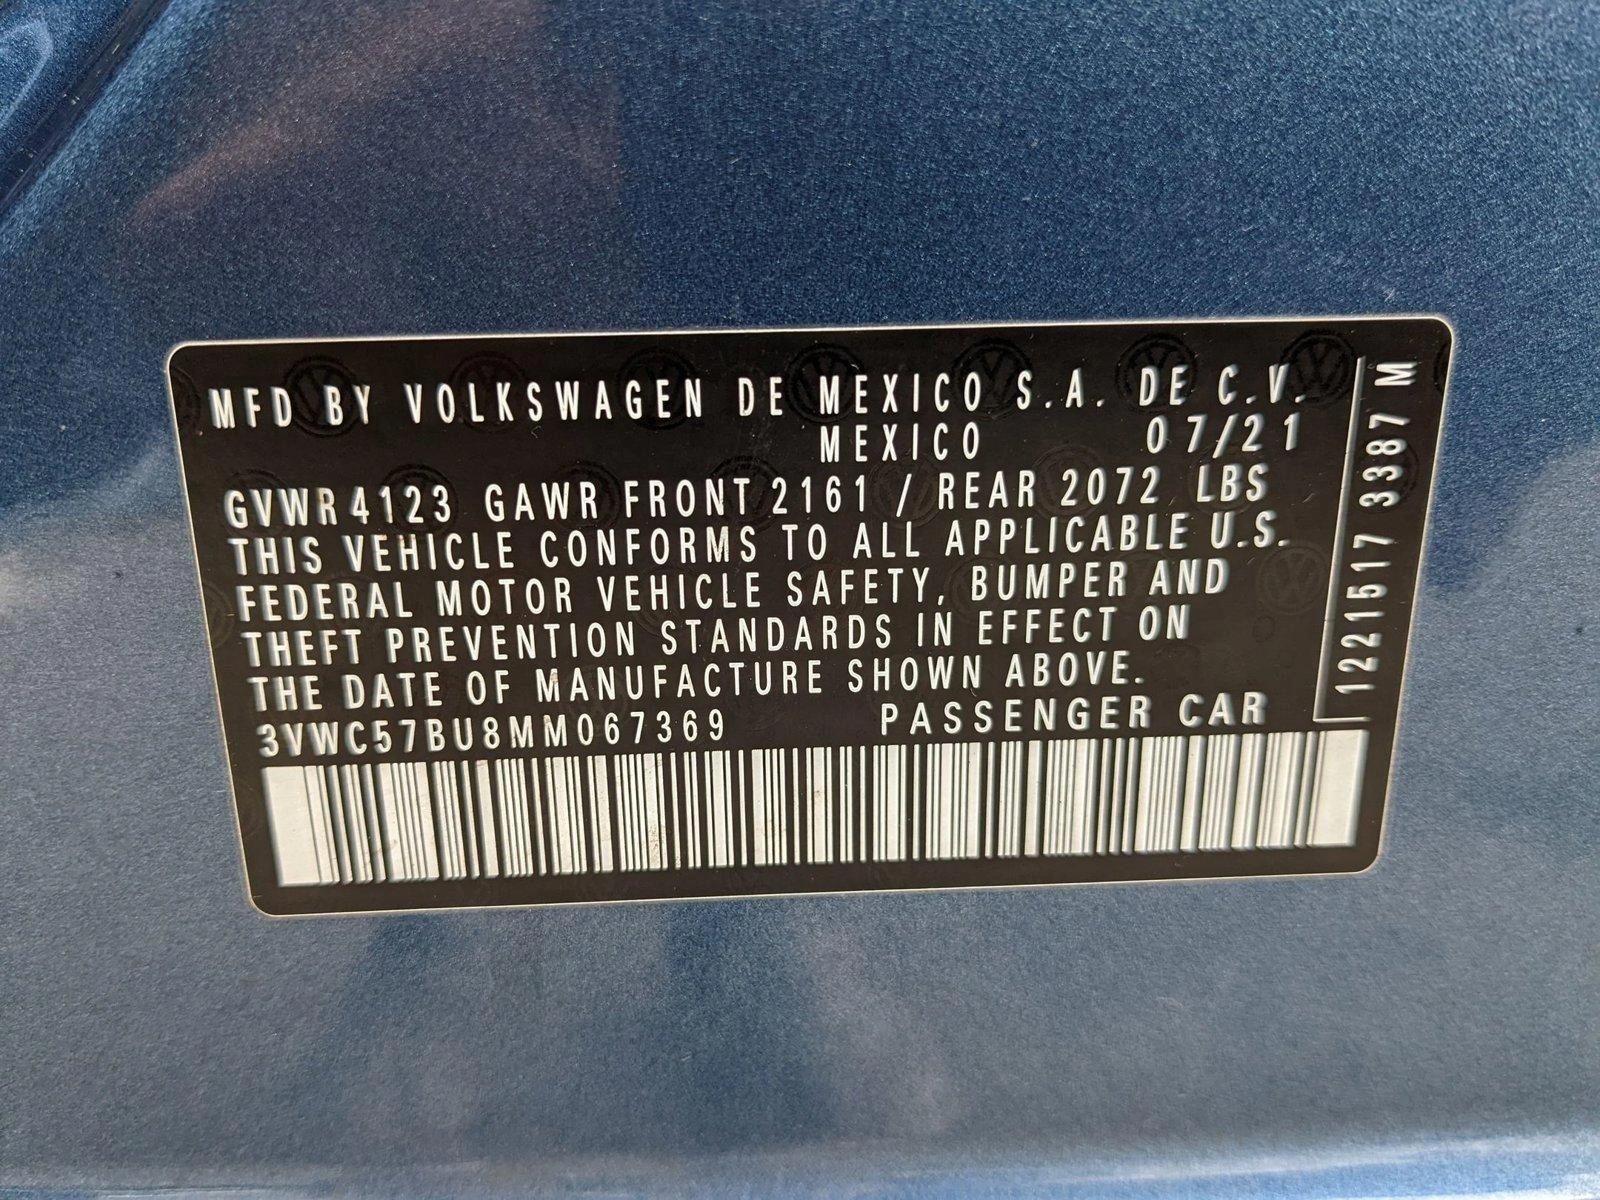 MFD BY VOLKSWAGEN DE MEXICO S.A. DE C.V.
MEXICO 07/21
GVWR 4123 GAWR FRONT 2161 / REAR 2072 LBS
THIS VEHICLE CONFORMS TO ALL APPLICABLE U.S.
FEDERAL MOTOR VEHICLE SAFETY, BUMPER AND
THEFT PREVENTION STANDARDS IN EFFECT ON
THE DATE OF MANUFACTURE SHOWN ABOVE.
3VWC57BU8MM067369 PASSENGER CAR
1221517 3387 M